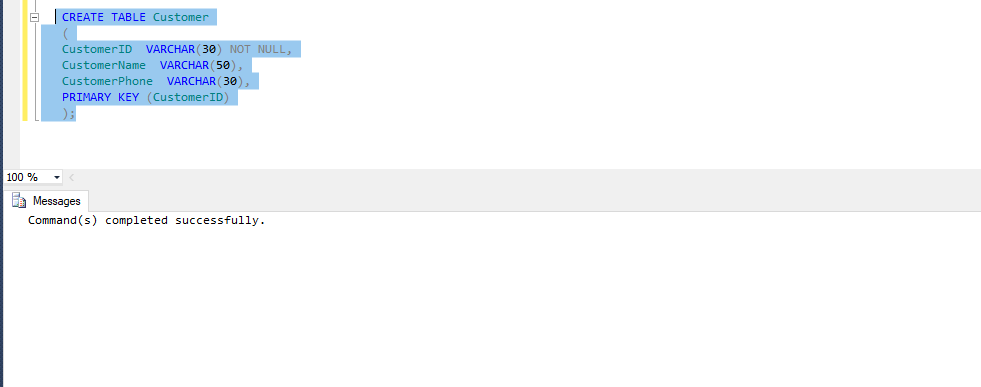 CREATE TABLE Customer
(
CustomerID  VARCHAR(30) NOT NULL,
CustomerName  VARCHAR(50),
CustomerPhone  VARCHAR(30),
PRIMARY KEY (CustomerID)
);
100 %
Messages
Command(s) completed successfully.